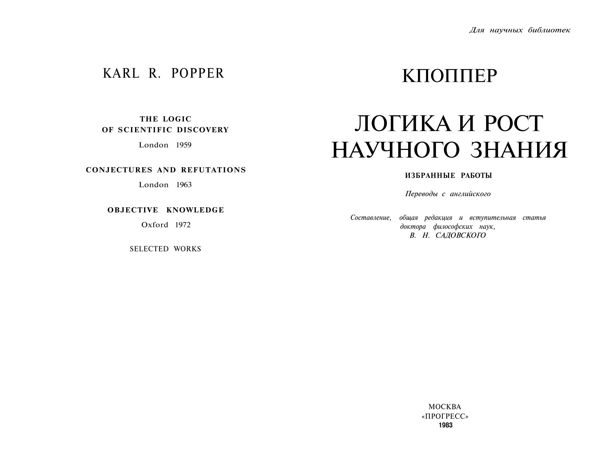 KARL R. POPPER
THE LOGIC
OF SCIENTIFIC DISCOVERY
London 1959
CONJECTURES AND REFUTATIONS
London 1963
OBJECTIVE KNOWLEDGE
Oxford 1972
SELECTED WORKS
Для научных библиотек
КПОППЕР
ЛОГИКА И РОСТ
НАУЧНОГО ЗНАНИЯ
ИЗБРАННЫЕ РАБОТЫ
Переводы с английского
Составление, общая редакция и вступительная статья
доктора философских наук,
В. Н. САДОВСКОГО
МОСКВА
«ПРОГРЕСС»
1983